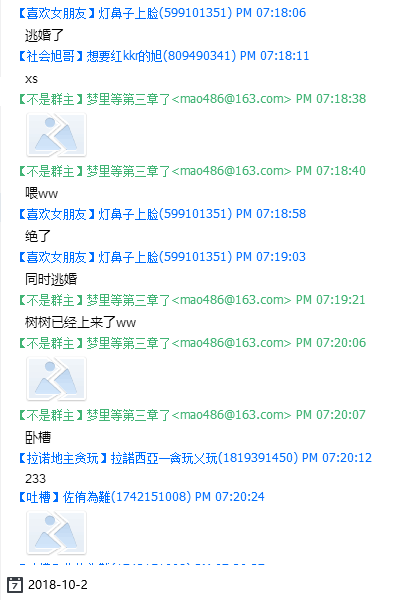 【喜欢女朋友】灯鼻子上脸(599101351) PM 07:18:06
逃婚了
【社会旭哥】想要红kkr的旭(809490341) PM 07:18:11
xs
【不是群主】梦里等第三章了<mao486@163.com> PM 07:18:38
【不是群主】梦里等第三章了<mao486@163.com> PM 07:18:40
喂ww
【喜欢女朋友】灯鼻子上脸(599101351) PM 07:18:58
绝了
【喜欢女朋友】灯鼻子上脸(599101351) PM 07:19:03
同时逃婚
【不是群主】梦里等第三章了<mao486@163.com> PM 07:19:21
树树已经上来了ww
【不是群主】梦里等第三章了<mao486@163.com> PM 07:20:06
【不是群主】梦里等第三章了<mao486@163.com> PM 07:20:07
卧槽
【拉诺地主贪玩】拉諾西亞一貪玩乂玩(1819391450) PM 07:20:12
233
【吐槽】佐侑為難(1742151008) PM 07:20:24
7
2018-10-2